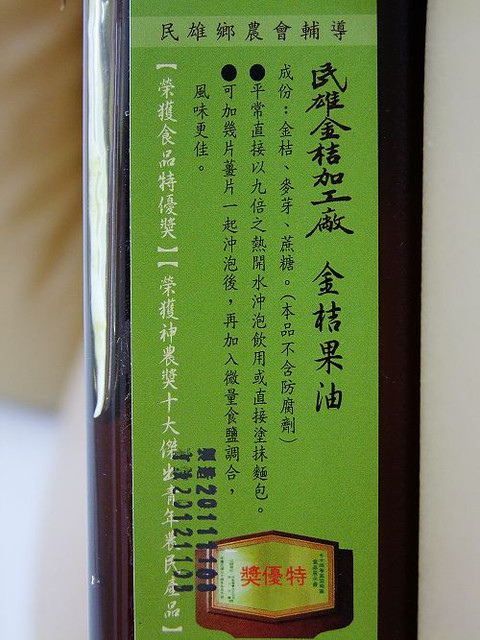 民雄鄉農會輔導
民雄金桔加工廠 金桔果油
成份：金桔、麥芽、蔗糖。(本品不含防腐劑)
●平常直接以九倍之熱開水沖泡飲用或直接塗抹麵包。
●可加幾片薑片一起沖泡後，再加入微量食鹽調合，
風味更佳。
【榮獲食品特優獎】【榮獲神農獎十大傑出青年農民產品】
20111103
20121103
獎優特